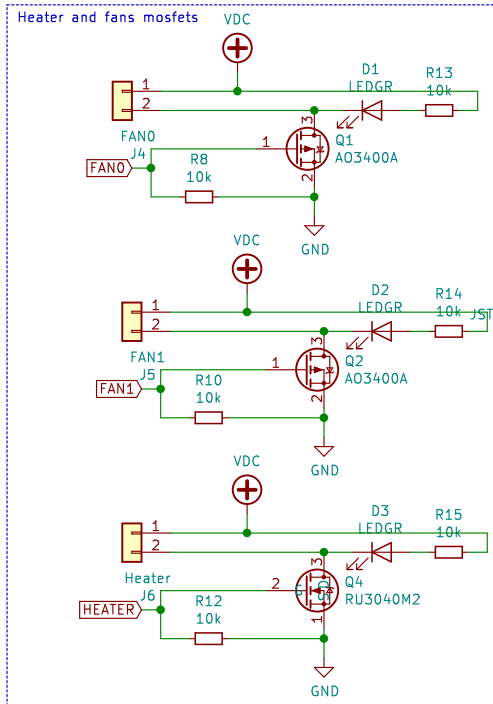 Heater and fans mosfets
VDC
1
2
D1
LEDGR
R13
10k
FAN0
J4
FAN0
R8
10k
1
3
2
Q1
AO3400A
GND
VDC
1
2
D2
LEDGR
R14
10k
JST
FAN1
J5
FAN1
R10
10k
1
3
2
Q2
AO3400A
GND
VDC
1
2
D3
LEDGR
R15
10k
Heater
J6
HEATER
R12
10k
2
3
1
G
Q4
RU3040M2
GND